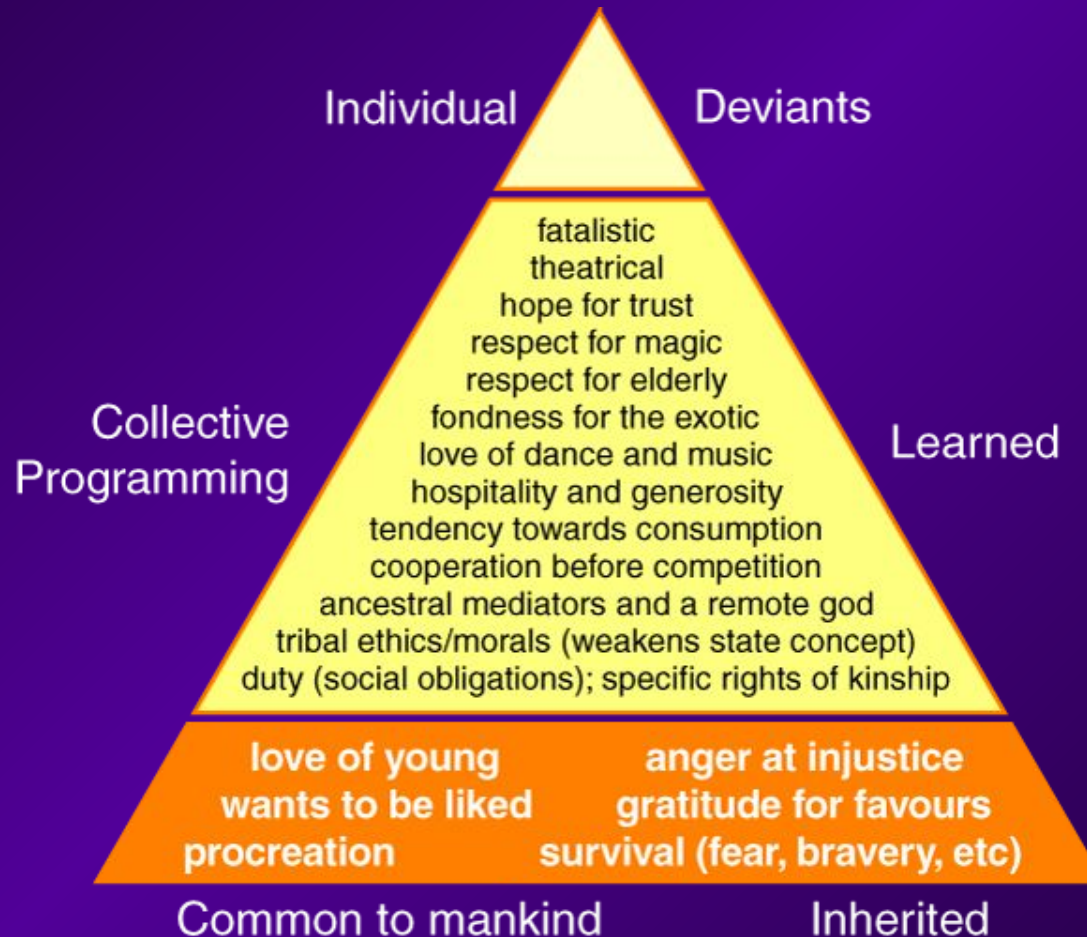 Individual
Deviants
fatalistic
theatrical
hope for trust
respect for magic
respect for elderly
fondness for the exotic
love of dance and music
hospitality and generosity
tendency towards consumption
cooperation before competition
ancestral mediators and a remote god
tribal ethics/morals (weakens state concept)
duty (social obligations); specific rights of kinship
Collective
Programming
Learned
love of young
wants to be liked
procreation
anger at injustice
gratitude for favours
survival (fear, bravery, etc)
Common to mankind
Inherited